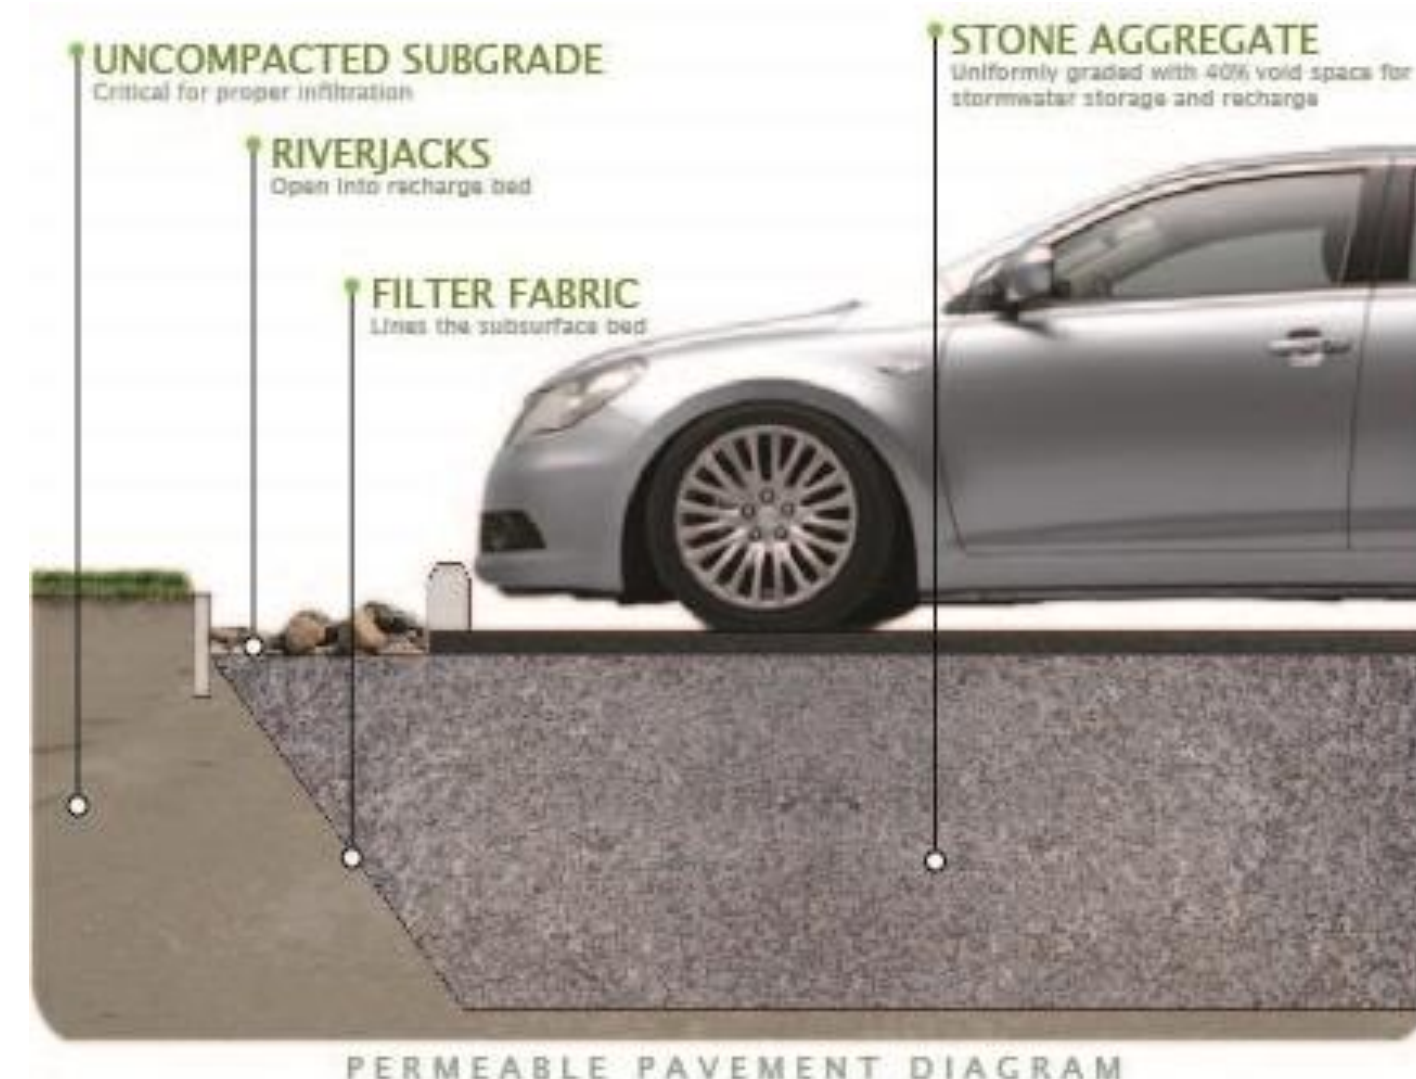 UNCOMPACTED SUBGRADE
Critical for proper infiltration
STONE AGGREGATE
Uniformly graded with 40% void space for
stormwater storage and recharge
RIVERJACKS
Open into recharge bed
FILTER FABRIC
Lines the subsurface bed
PERMEABLE PAVEMENT DIAGRAM